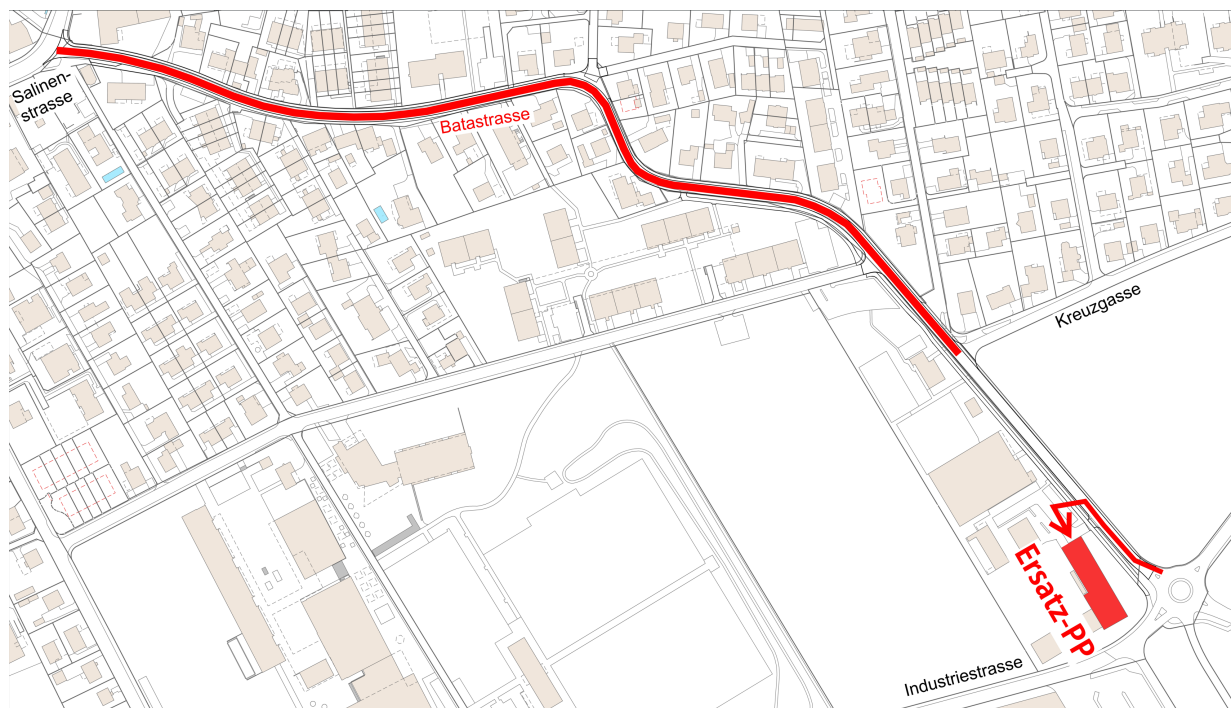 Salinen-
strasse
Batastrasse
Kreuzgasse
Ersatz-PP
Industriestrasse